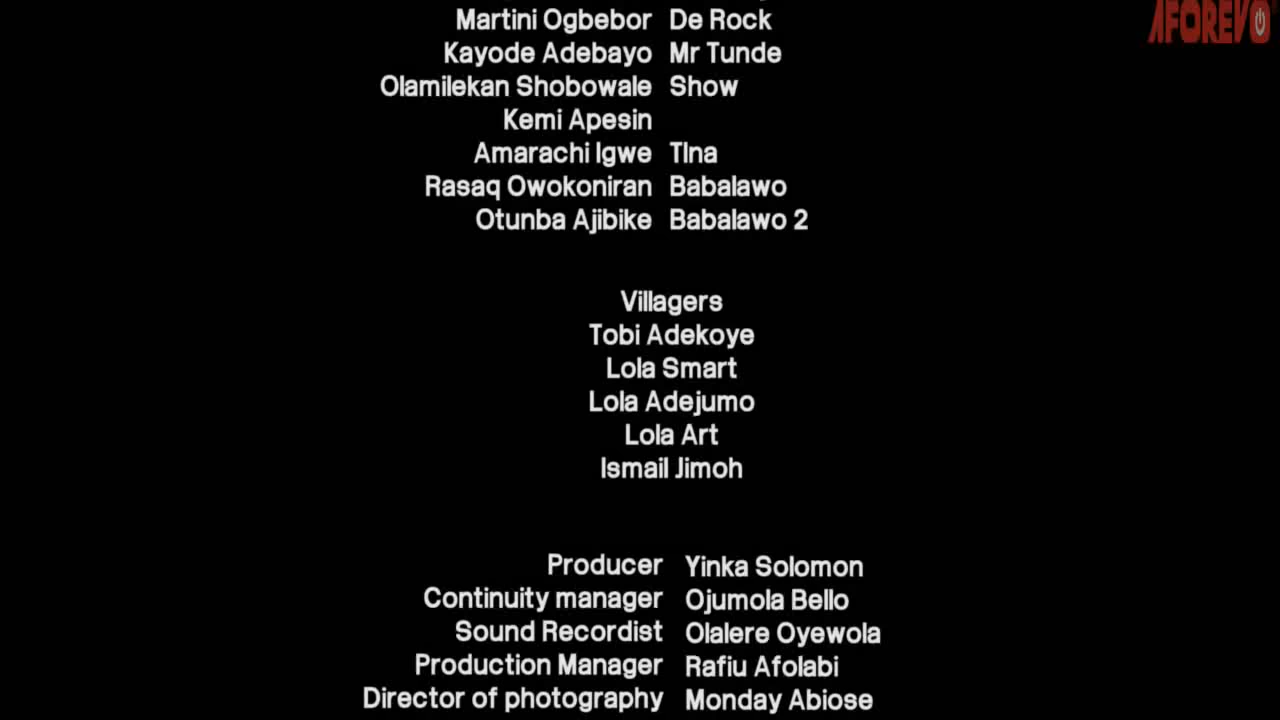 AFOREVO
Martini Ogbebor De Rock
Kayode Adebayo Mr Tunde
Olamilekan Shobowale Show
Kemi Apesin
Amarachi Igwe TIna
Rasaq Owokoniran Babalawo
Otunba Ajibike Babalawo 2
Villagers
Tobi Adekoye
Lola Smart
Lola Adejumo
Lola Art
Ismail Jimoh
Producer Yinka Solomon
Continuity manager Ojumola Bello
Sound Recordist Olalere Oyewola
Production Manager Rafiu Afolabi
Director of photography Monday Abiose